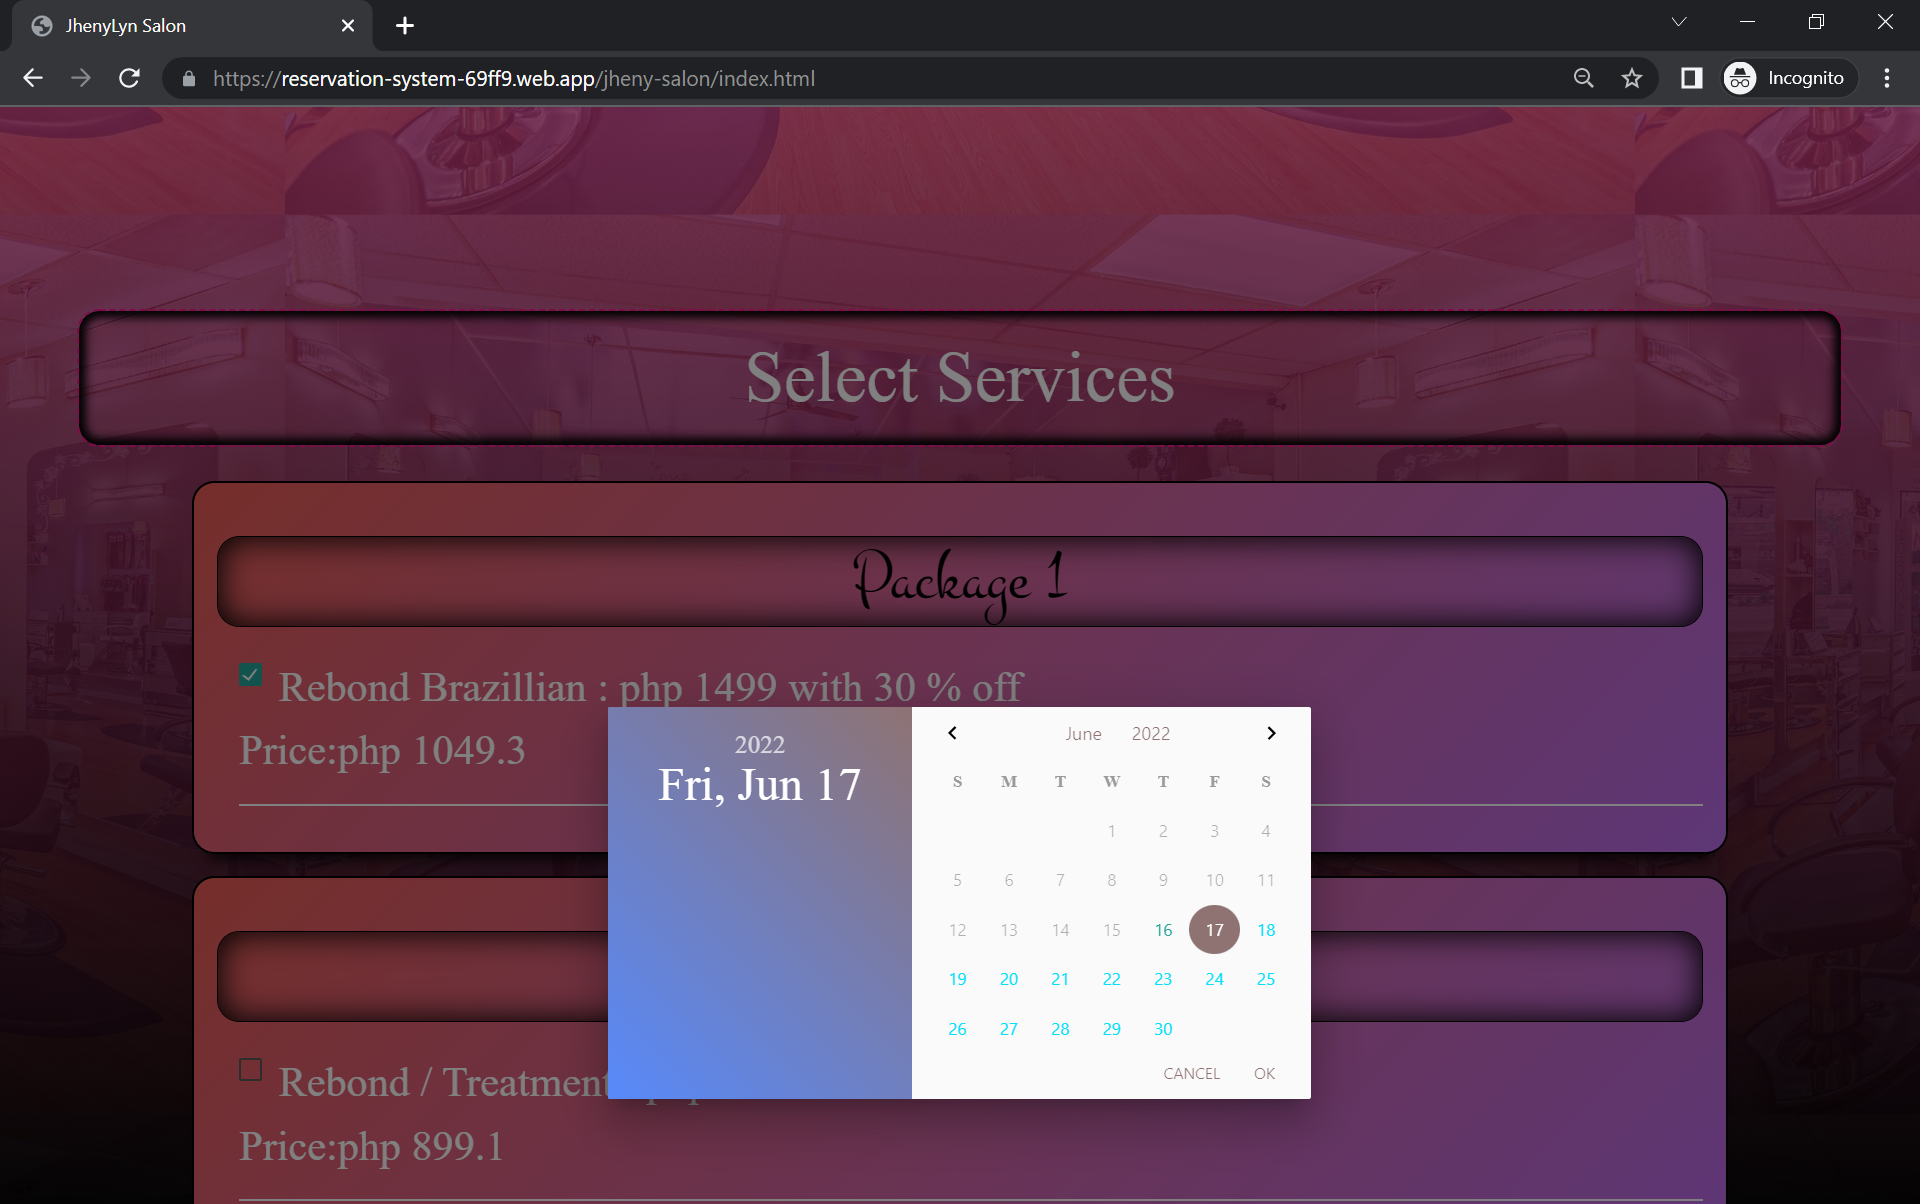 JhenyLyn Salon
https://reservation-system-69ff9.web.app/jheny-salon/index.html
Incognito
Select Services
Package 1
Rebond Brazillian : php 1499 with 30 % off
Price:php 1049.3
2022
Fri, Jun 17
June 2022
S M T W T F S
1 2 3 4
5 6 7 8 9 10 11
12 13 14 15 16 17 18
19 20 21 22 23 24 25
26 27 28 29 30
CANCEL OK
Rebond / Treatment
Price:php 899.1